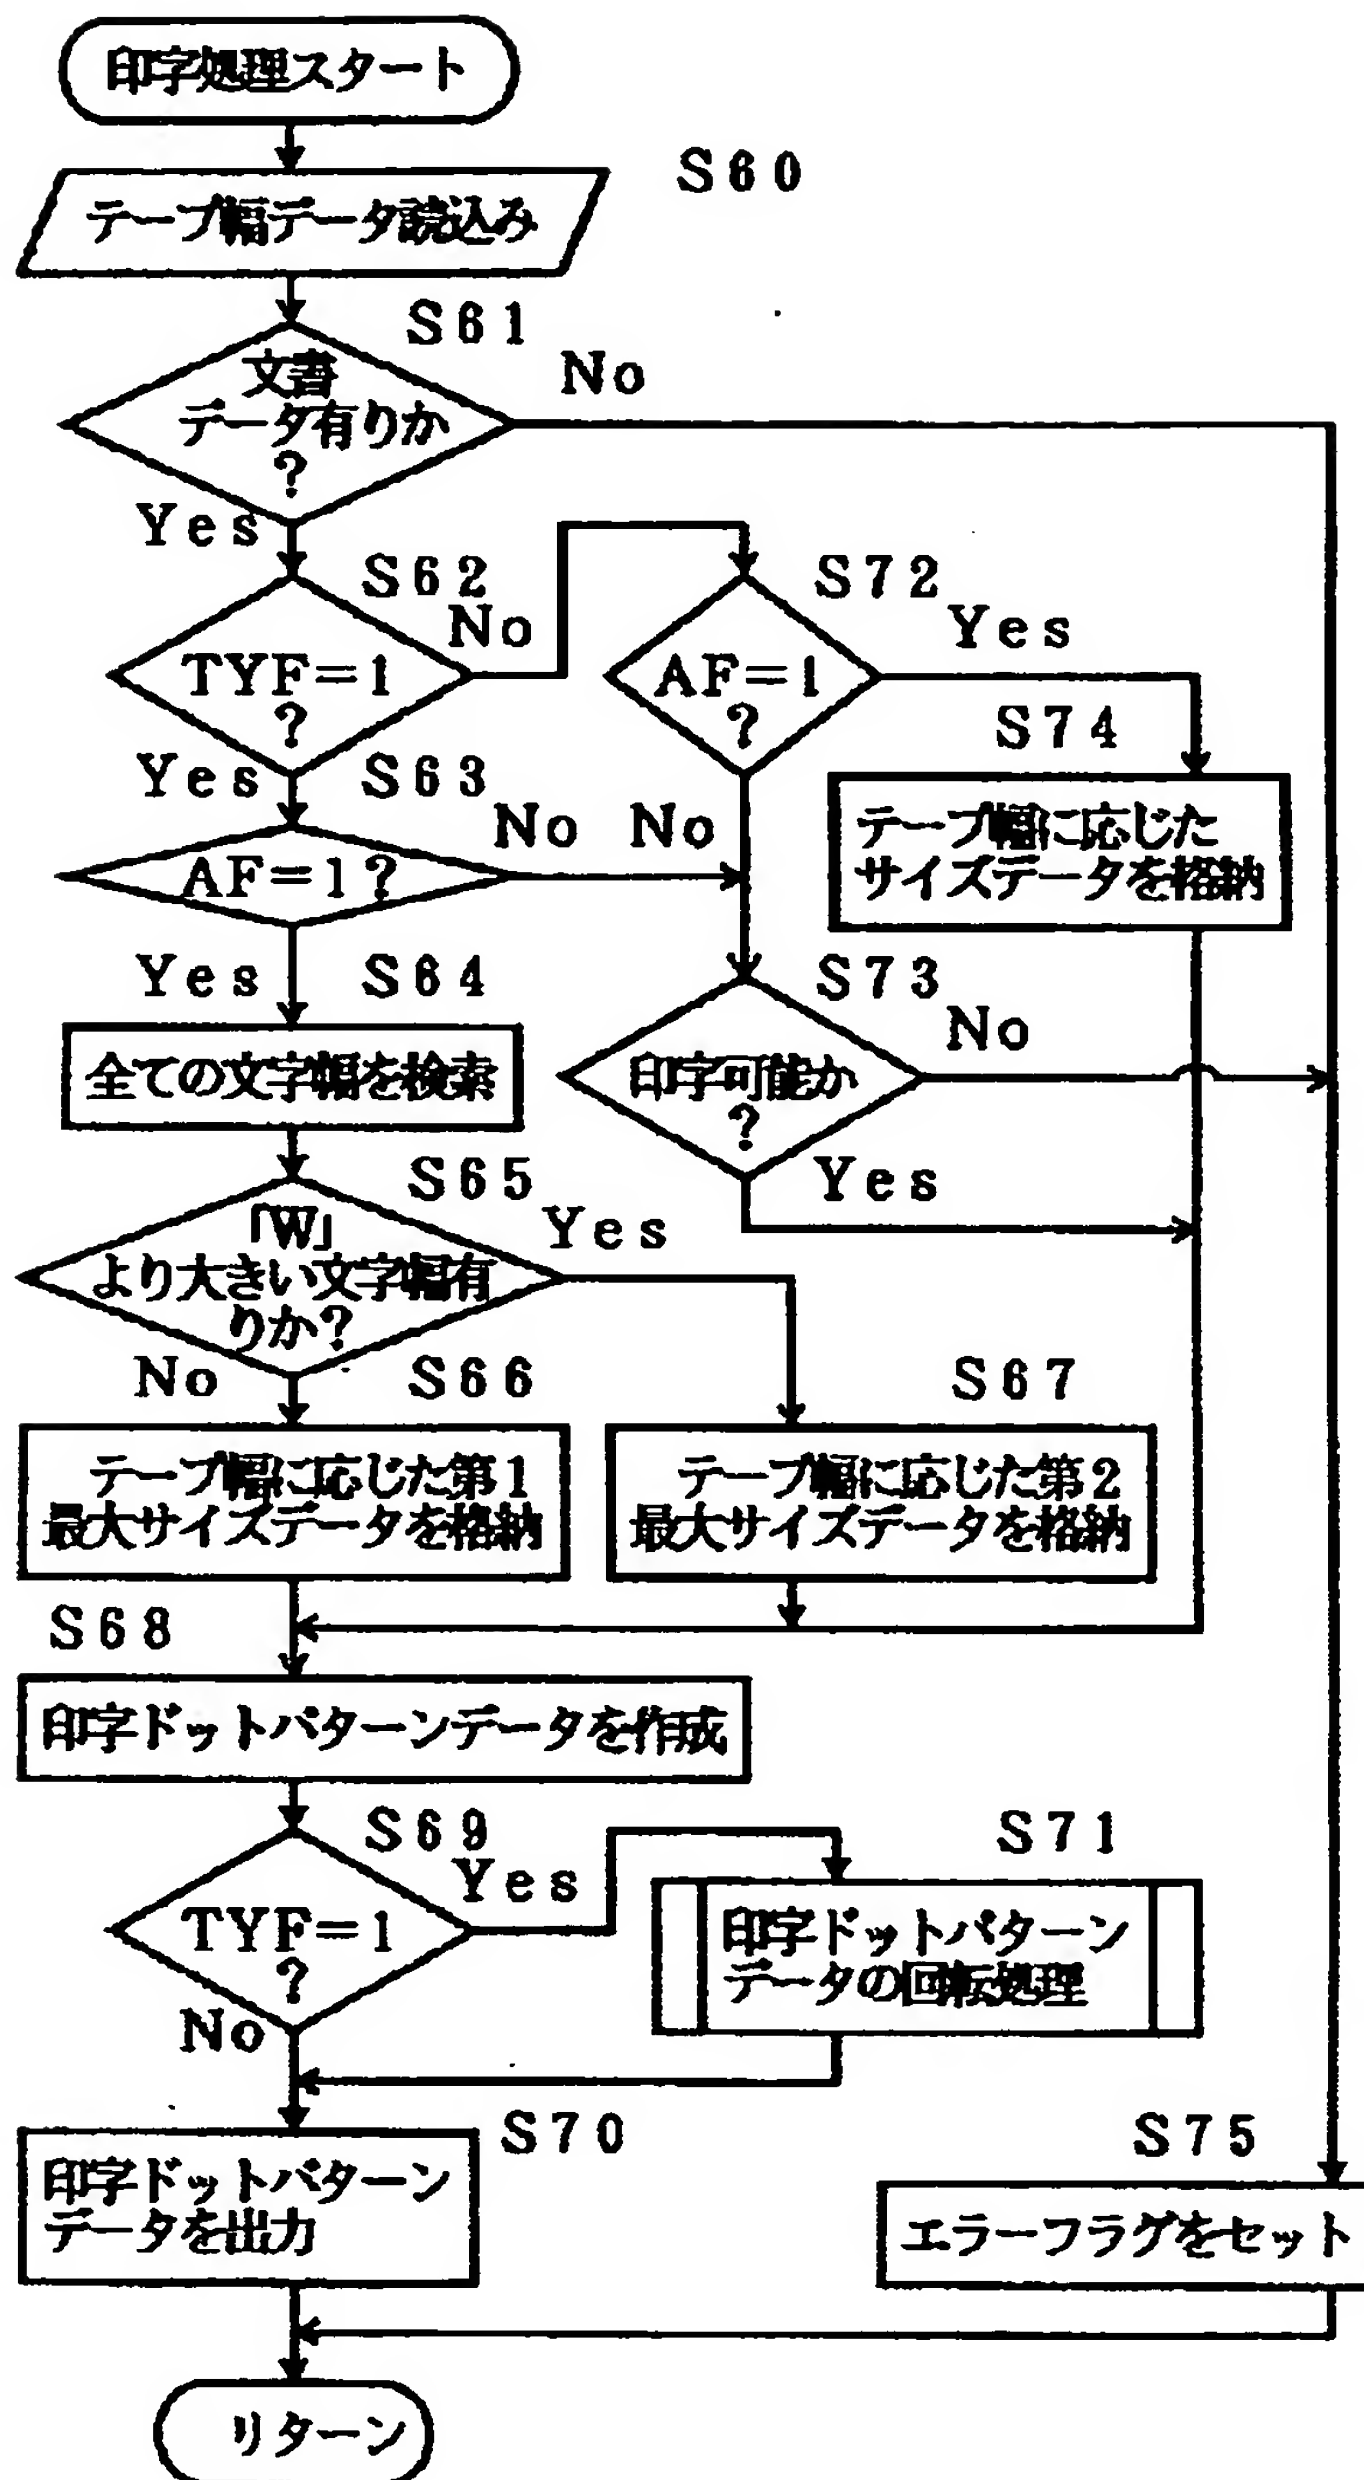 印字処理スタート
S60
テープ幅データ読込み
S61
文書
データ有りか
?
No
Yes
S62
No
TYF=1
?
Yes
S72
Yes
AF=1
?
No
S63
No
AF=1?
Yes
S74
テープ幅に応じた
サイズデータを格納
S64
全ての文字幅を検索
S73
No
印字可能か
?
Yes
S65
Yes
「W」
より大きい文字幅有
りか?
No
S66
テープ幅に応じた第1
最大サイズデータを格納
S67
テープ幅に応じた第2
最大サイズデータを格納
S68
印字ドットパターンデータを作成
S69
Yes
TYF=1
?
No
S71
印字ドットパターン
データの回転処理
S70
印字ドットパターン
データを出力
S75
エラーフラグをセット
リターン